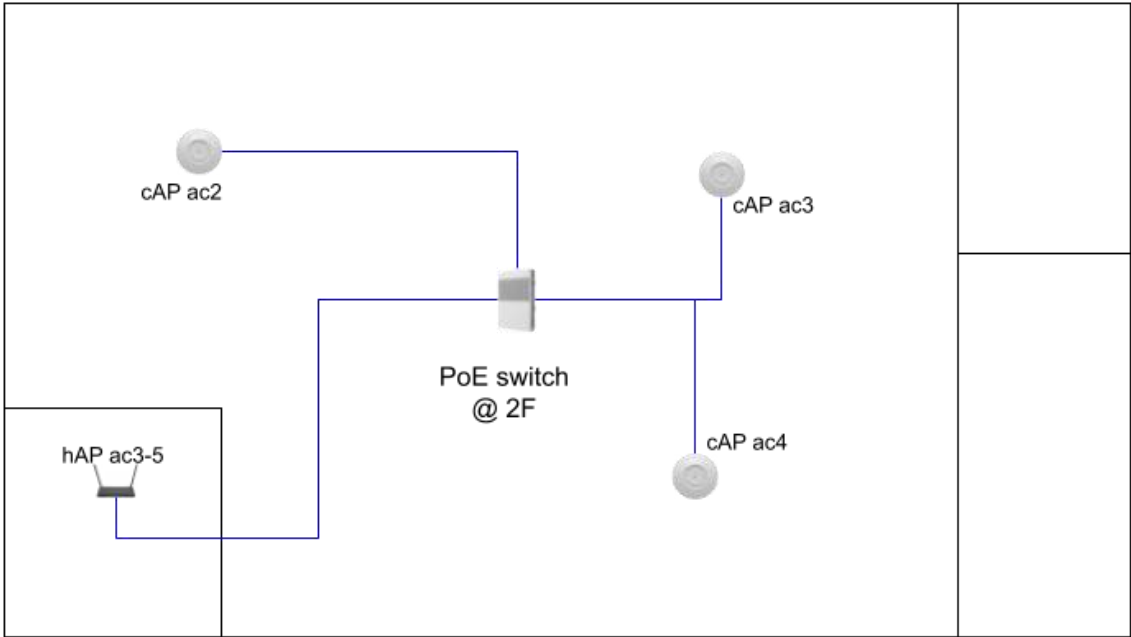 cAP ac2
cAP ac3
PoE switch
@ 2F
hAP ac3-5
cAP ac4